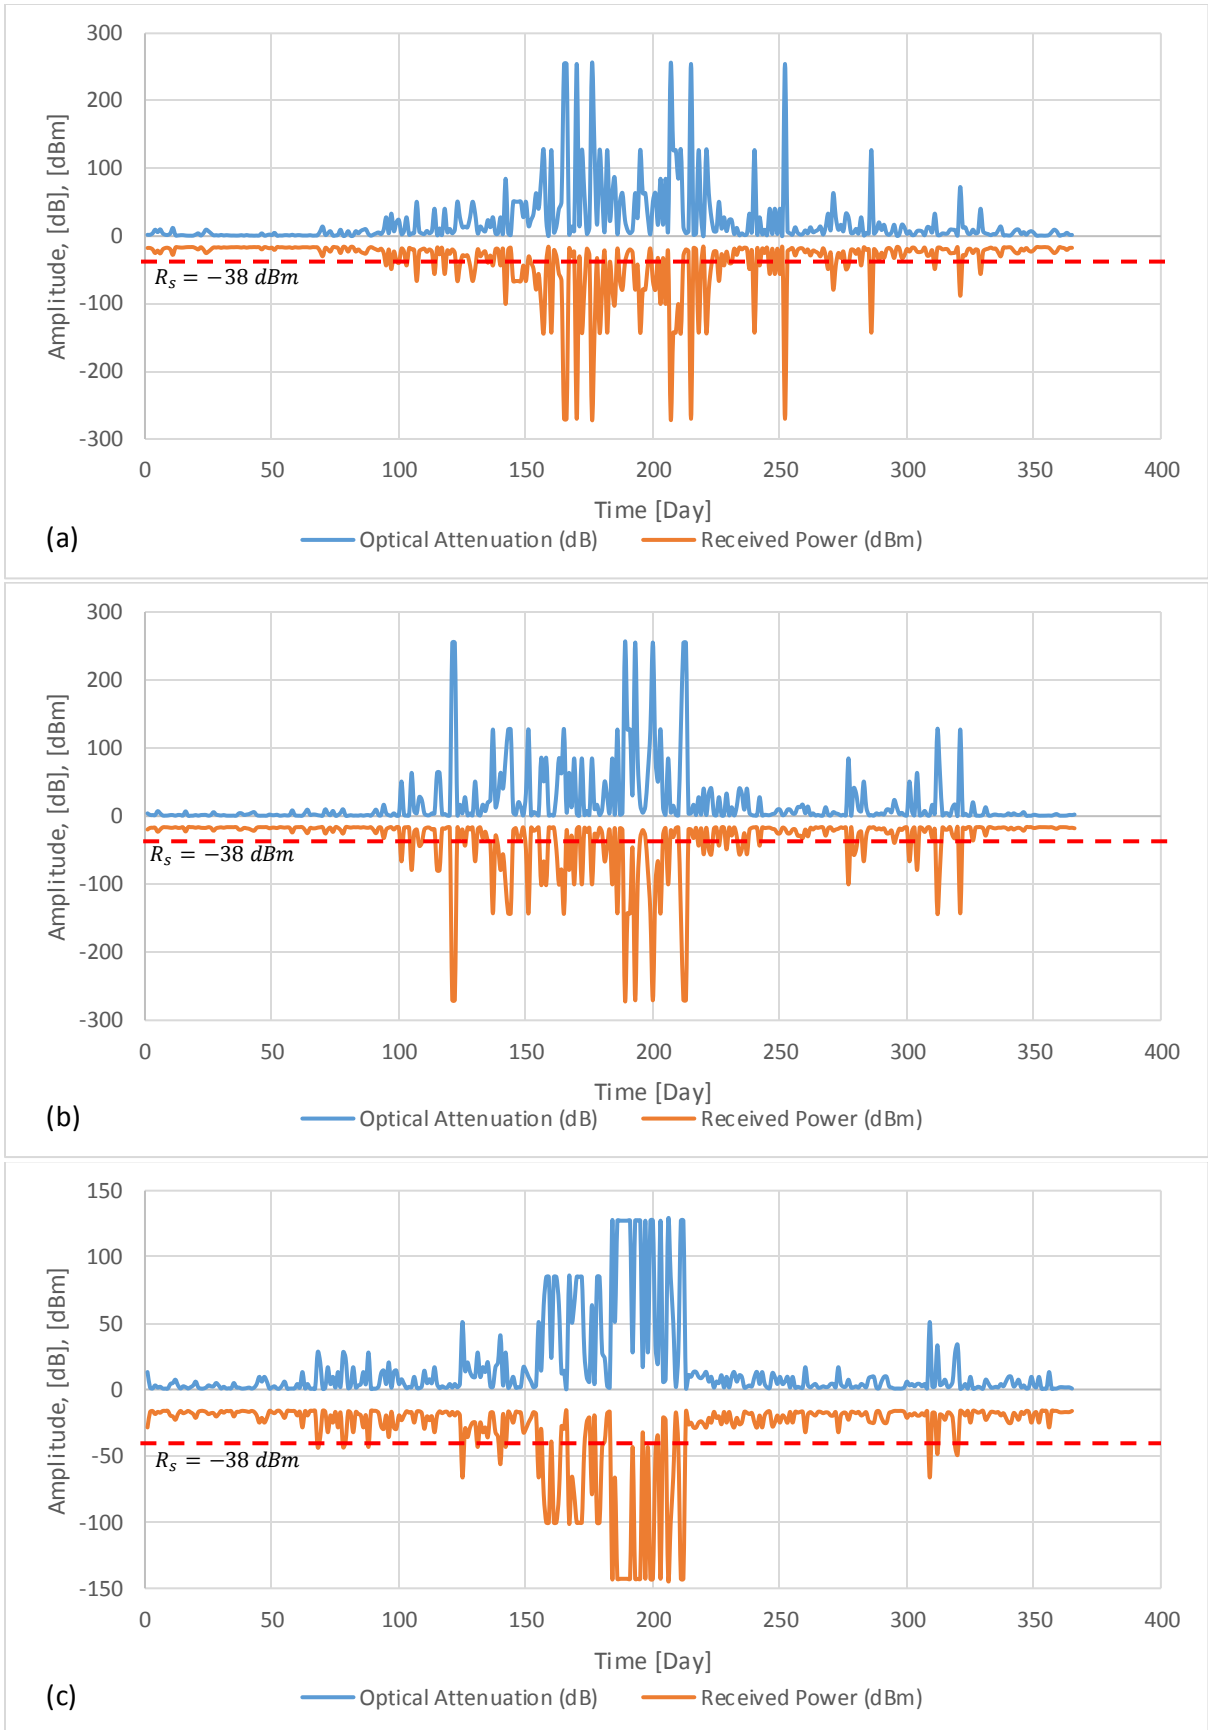 300
200
100
0
-100
-200
-300
Amplitude, [dB], [dBm]
R_s = −38 dBm
0 50 100 150 200 250 300 350 400
Time [Day]
(a)
Optical Attenuation (dB) Received Power (dBm)
300
200
100
0
-100
-200
-300
Amplitude, [dB], [dBm]
R_s = −38 dBm
0 50 100 150 200 250 300 350 400
Time [Day]
(b)
Optical Attenuation (dB) Received Power (dBm)
150
100
50
0
-50
-100
-150
Amplitude, [dB], [dBm]
R_s = −38 dBm
0 50 100 150 200 250 300 350 400
Time [Day]
(c)
Optical Attenuation (dB) Received Power (dBm)